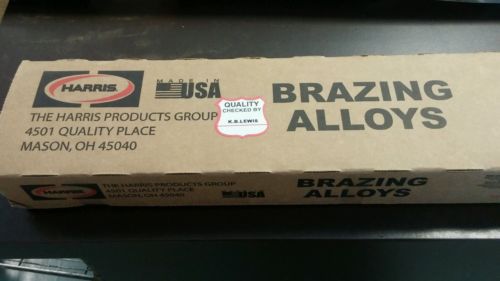 HARRIS
MADE IN
USA
THE HARRIS PRODUCTS GROUP
4501 QUALITY PLACE
MASON, OH 45040
QUALITY
CHECKED BY
K.B.LEWIS
BRAZING
ALLOYS
HARRIS
THE HARRIS PRODUCTS GROUP
4501 QUALITY PLACE
MASON, OH 45040
USA
BRAZING ALLOYS